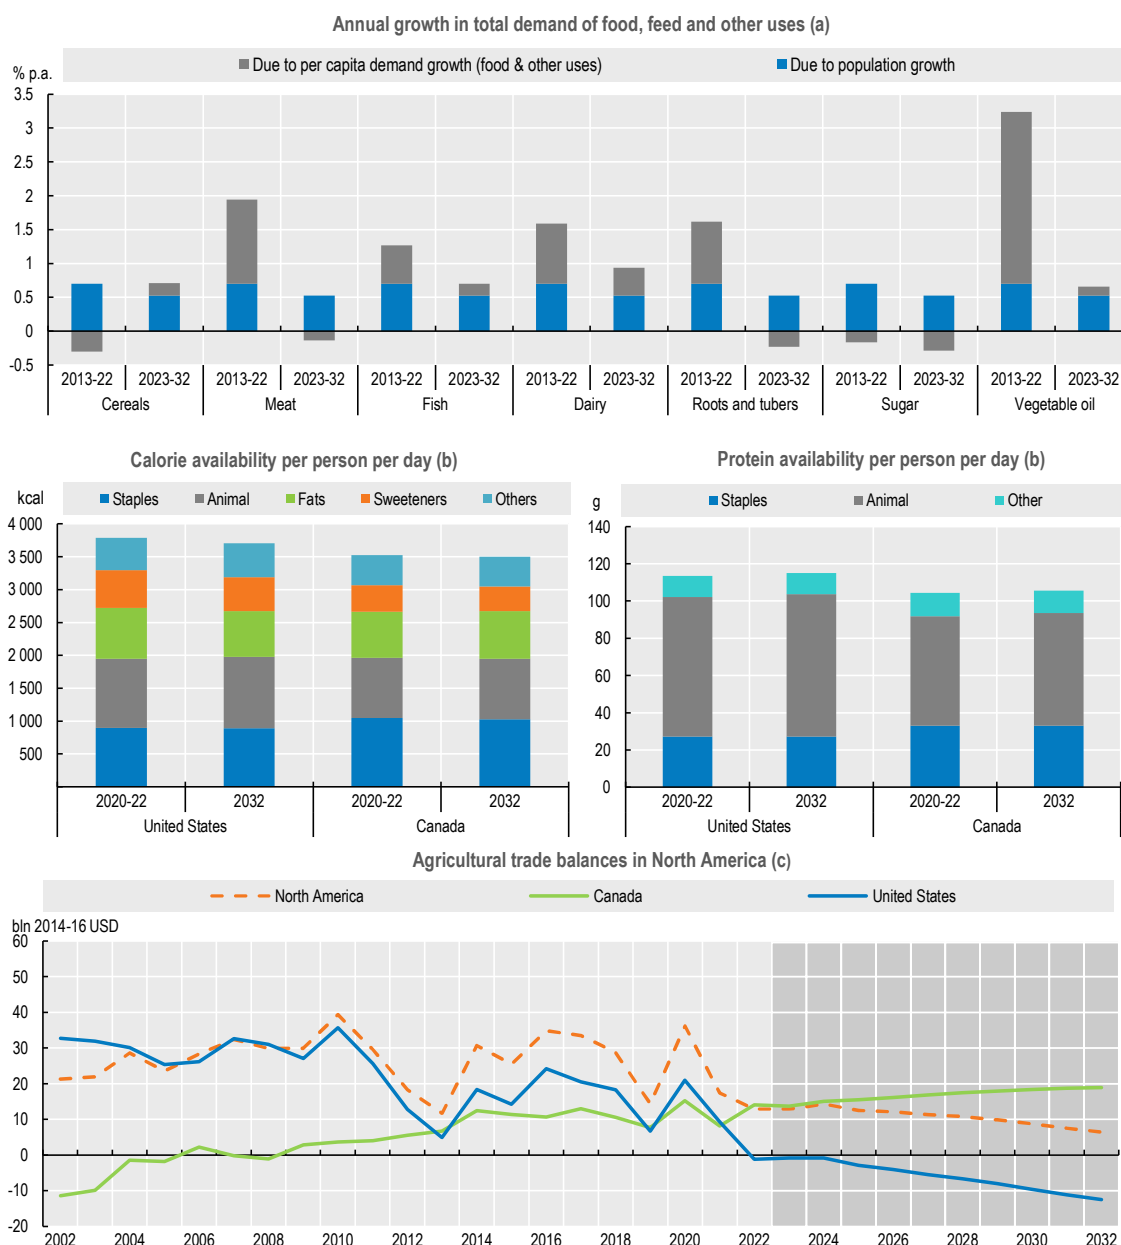 Annual growth in total demand of food, feed and other uses (a)
Due to per capita demand growth (food & other uses) Due to population growth
% p.a.
3.5
3
2.5
2
1.5
1
0.5
0
-0.5
2013-22 2023-32 2013-22 2023-32 2013-22 2023-32 2013-22 2023-32 2013-22 2023-32 2013-22 2023-32 2013-22 2023-32
Cereals Meat Fish Dairy Roots and tubers Sugar Vegetable oil
Calorie availability per person per day (b)
kcal
Staples Animal Fats Sweeteners Others
4 000
3 500
3 000
2 500
2 000
1 500
1 000
500
2020-22 2032 2020-22 2032
United States Canada
Protein availability per person per day (b)
g
Staples Animal Other
140
120
100
80
60
40
20
0
2020-22 2032 2020-22 2032
United States Canada
Agricultural trade balances in North America (c)
North America Canada United States
bln 2014-16 USD
60
50
40
30
20
10
0
-10
-20
2002 2004 2006 2008 2010 2012 2014 2016 2018 2020 2022 2024 2026 2028 2030 2032